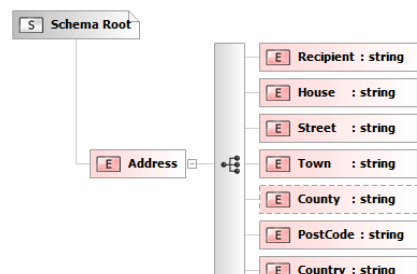 S Schema Root
E Recipient : string
E House : string
E Street : string
E Address
E Town : string
E County : string
E PostCode : string
E Country : string